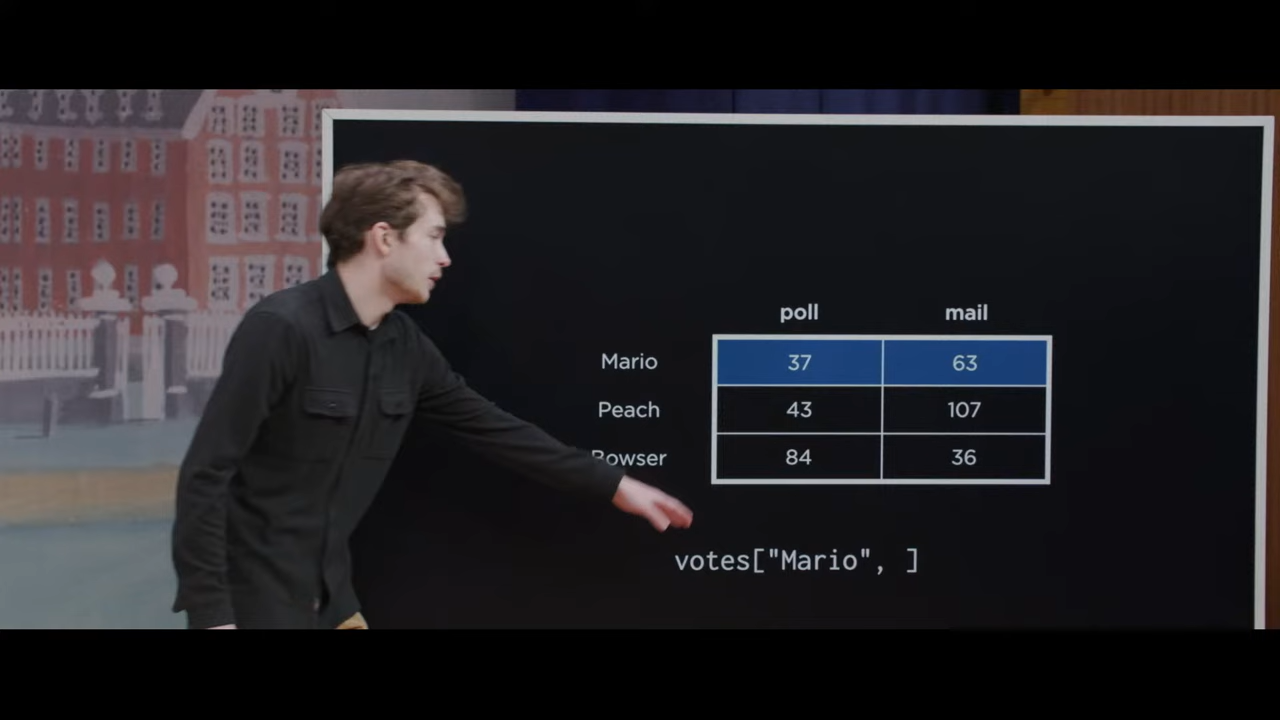 poll mail
Mario 37 63
Peach 43 107
Bowser 84 36
votes["Mario", ]